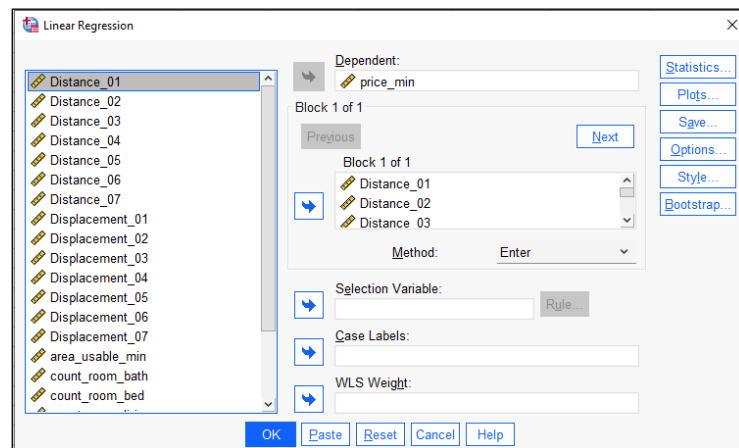 Linear Regression
Distance_01
Distance_02
Distance_03
Distance_04
Distance_05
Distance_06
Distance_07
Displacement_01
Displacement_02
Displacement_03
Displacement_04
Displacement_05
Displacement_06
Displacement_07
area_usable_min
count_room_bath
count_room_bed
Dependent:
price_min
Block 1 of 1
Previous
Next
Block 1 of 1
Distance_01
Distance_02
Distance_03
Method:
Enter
Selection Variable:
Rule...
Case Labels:
WLS Weight:
Statistics...
Plots...
Save...
Options...
Style...
Bootstrap...
OK
Paste
Reset
Cancel
Help